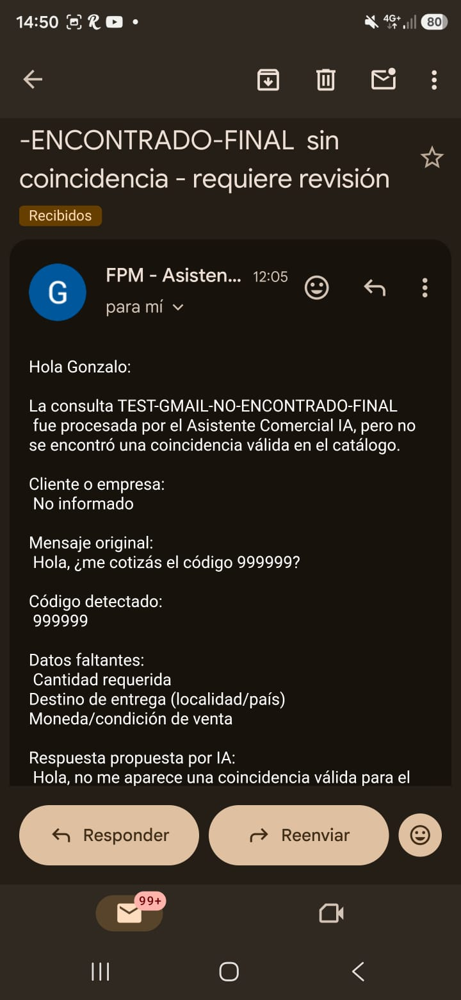 14:50
4G+
80
-ENCONTRADO-FINAL sin
coincidencia - requiere revisión
Recibidos
G
FPM - Asisten... 12:05
para mí
Hola Gonzalo:
La consulta TEST-GMAIL-NO-ENCONTRADO-FINAL
fue procesada por el Asistente Comercial IA, pero no
se encontró una coincidencia válida en el catálogo.
Cliente o empresa:
No informado
Mensaje original:
Hola, ¿me cotizás el código 999999?
Código detectado:
999999
Datos faltantes:
Cantidad requerida
Destino de entrega (localidad/país)
Moneda/condición de venta
Respuesta propuesta por IA:
Hola, no me aparece una coincidencia válida para el
Responder
Reenviar
99+